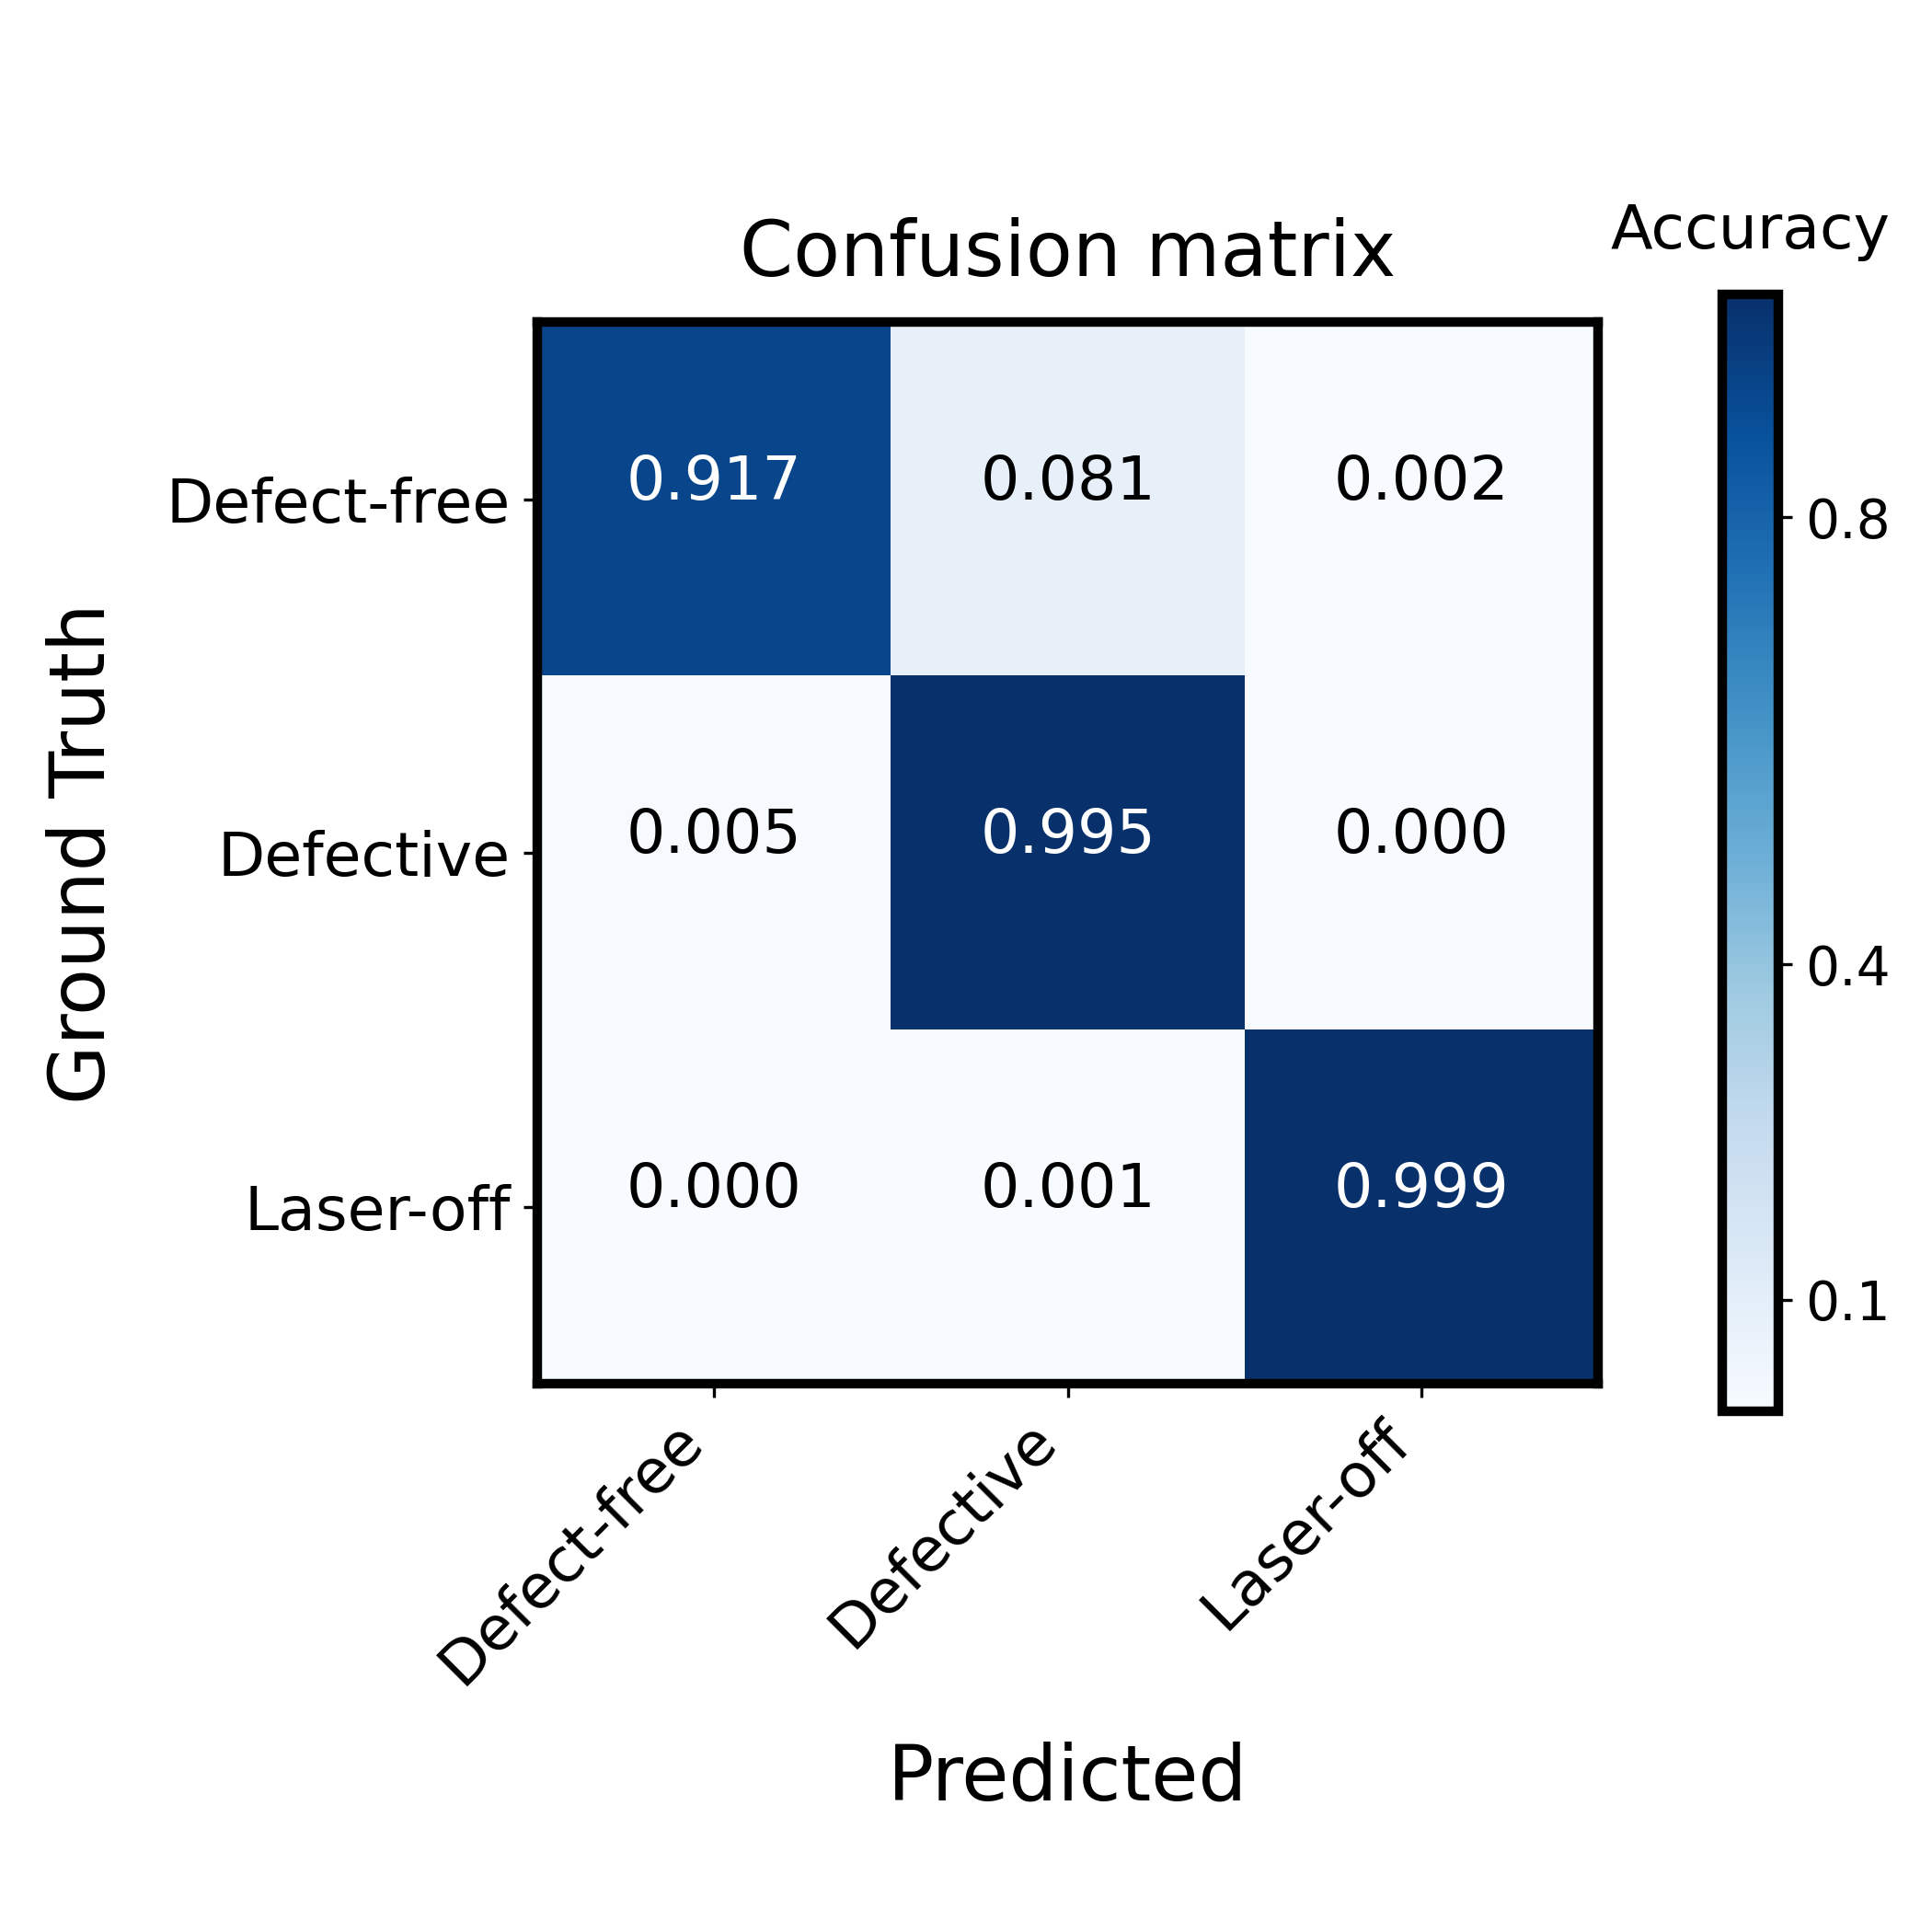 Confusion matrix
Accuracy
Ground Truth
Defect-free
0.917 0.081 0.002
Defective
0.005 0.995 0.000
Laser-off
0.000 0.001 0.999
0.8
0.4
0.1
Defect-free
Defective
Laser-off
Predicted